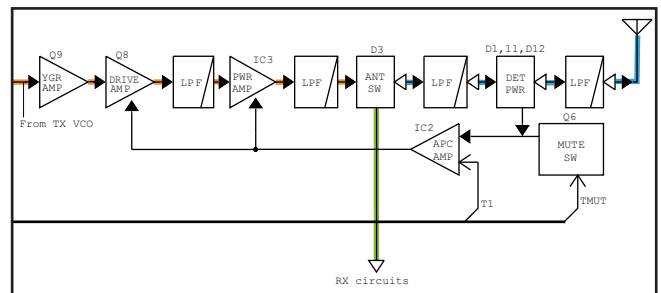 Q9
Q8
IC3
D3
D1,11,D12
YGR
AMP
DRIVE
AMP
LPF
PWR
AMP
LPF
ANT
SW
LPF
DET
PWR
LPF
From TX VCO
IC2
APC
AMP
Q6
MUTE
SW
T1
TMUT
RX circuits